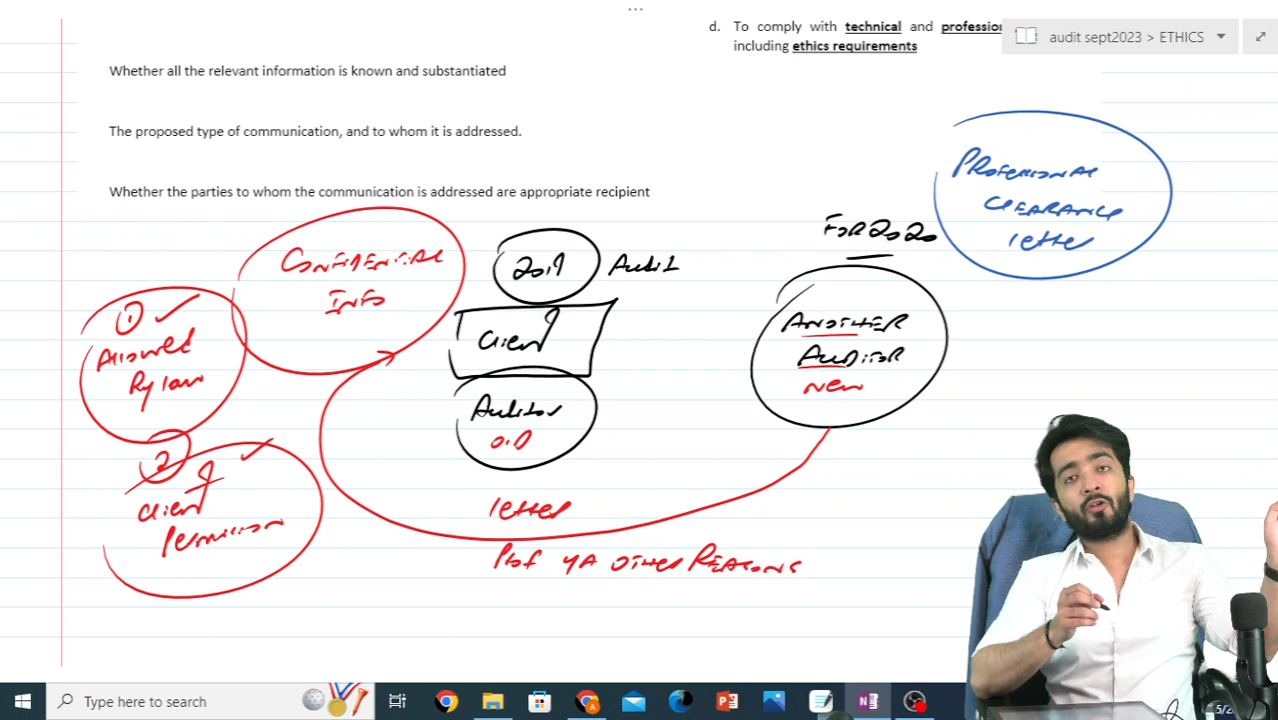 d. To comply with technical and profession
including ethics requirements
audit sept2023 > ETHICS
Whether all the relevant information is known and substantiated
The proposed type of communication, and to whom it is addressed.
Whether the parties to whom the communication is addressed are appropriate recipient
PROFESSIONAL
CLEARANCE
letter
FOR 2020
CONFIDENTIAL
INFO
2019 Audit
Client
Auditor
old
ANOTHER
AUDITOR
NEW
① Allowed
By law
② Client
Permission
letter
Prof YA OTHER REASONS
Type here to search